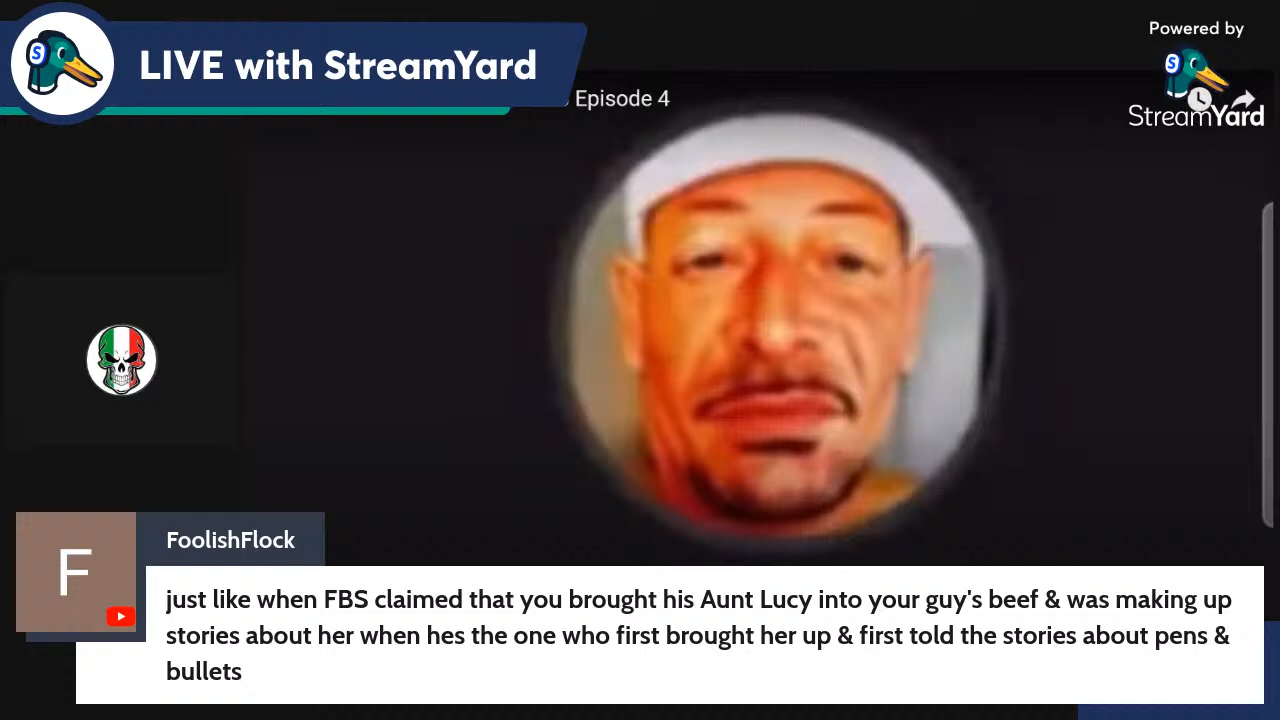 LIVE with StreamYard
Powered by
StreamYard
Episode 4
FoolishFlock
F
just like when FBS claimed that you brought his Aunt Lucy into your guy's beef & was making up
stories about her when hes the one who first brought her up & first told the stories about pens &
bullets